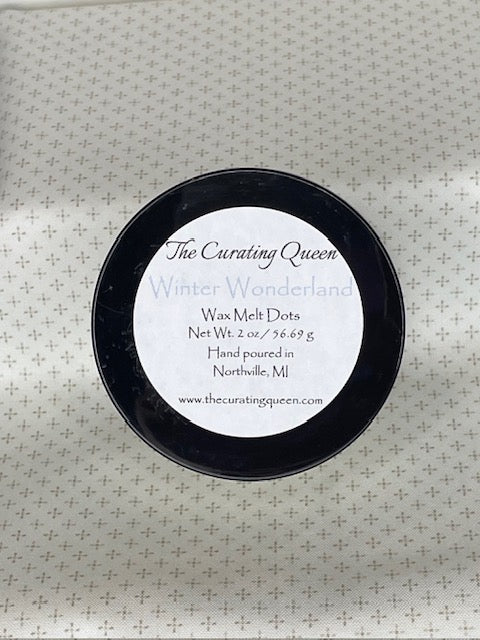 The Curating Queen
Winter Wonderland
Wax Melt Dots
Net Wt. 2 oz / 56.69 g
Hand poured in
Northville, MI
www.thecuratingqueen.com